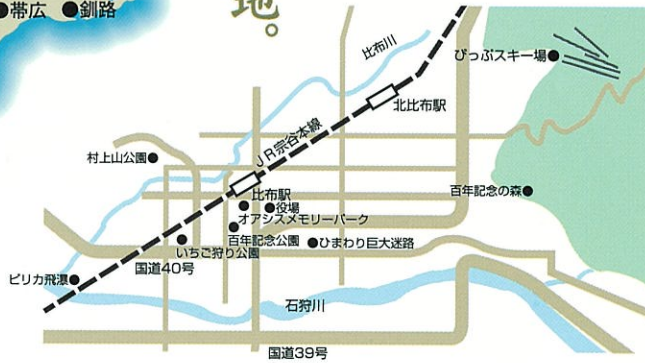 ●帯広 ●釧路
地。
比布川
びっぷスキー場
北比布駅
JR宗谷本線
村上山公園
比布駅
役場
百年記念の森
オアシスメモリーパーク
百年記念公園
ひまわり巨大迷路
いちご狩り公園
国道40号
ピリカ飛瀑
石狩川
国道39号